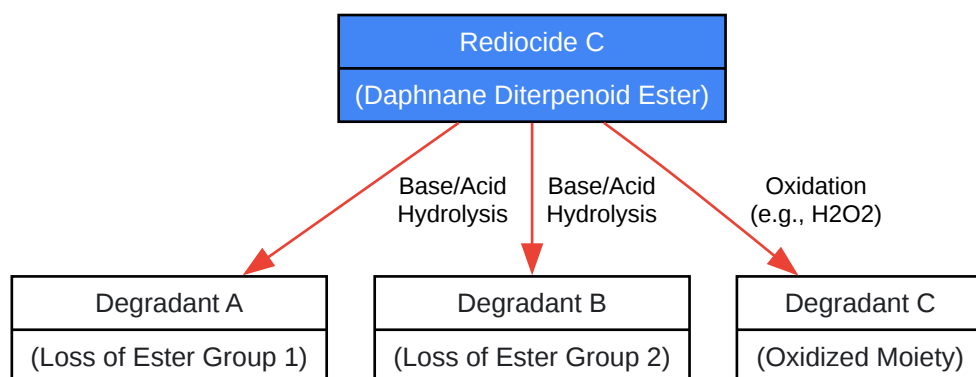 Rediocide C
(Daphnane Diterpenoid Ester)
Base/Acid
Hydrolysis
Base/Acid
Hydrolysis
Oxidation
(e.g., H2O2)
Degradant A
(Loss of Ester Group 1)
Degradant B
(Loss of Ester Group 2)
Degradant C
(Oxidized Moiety)